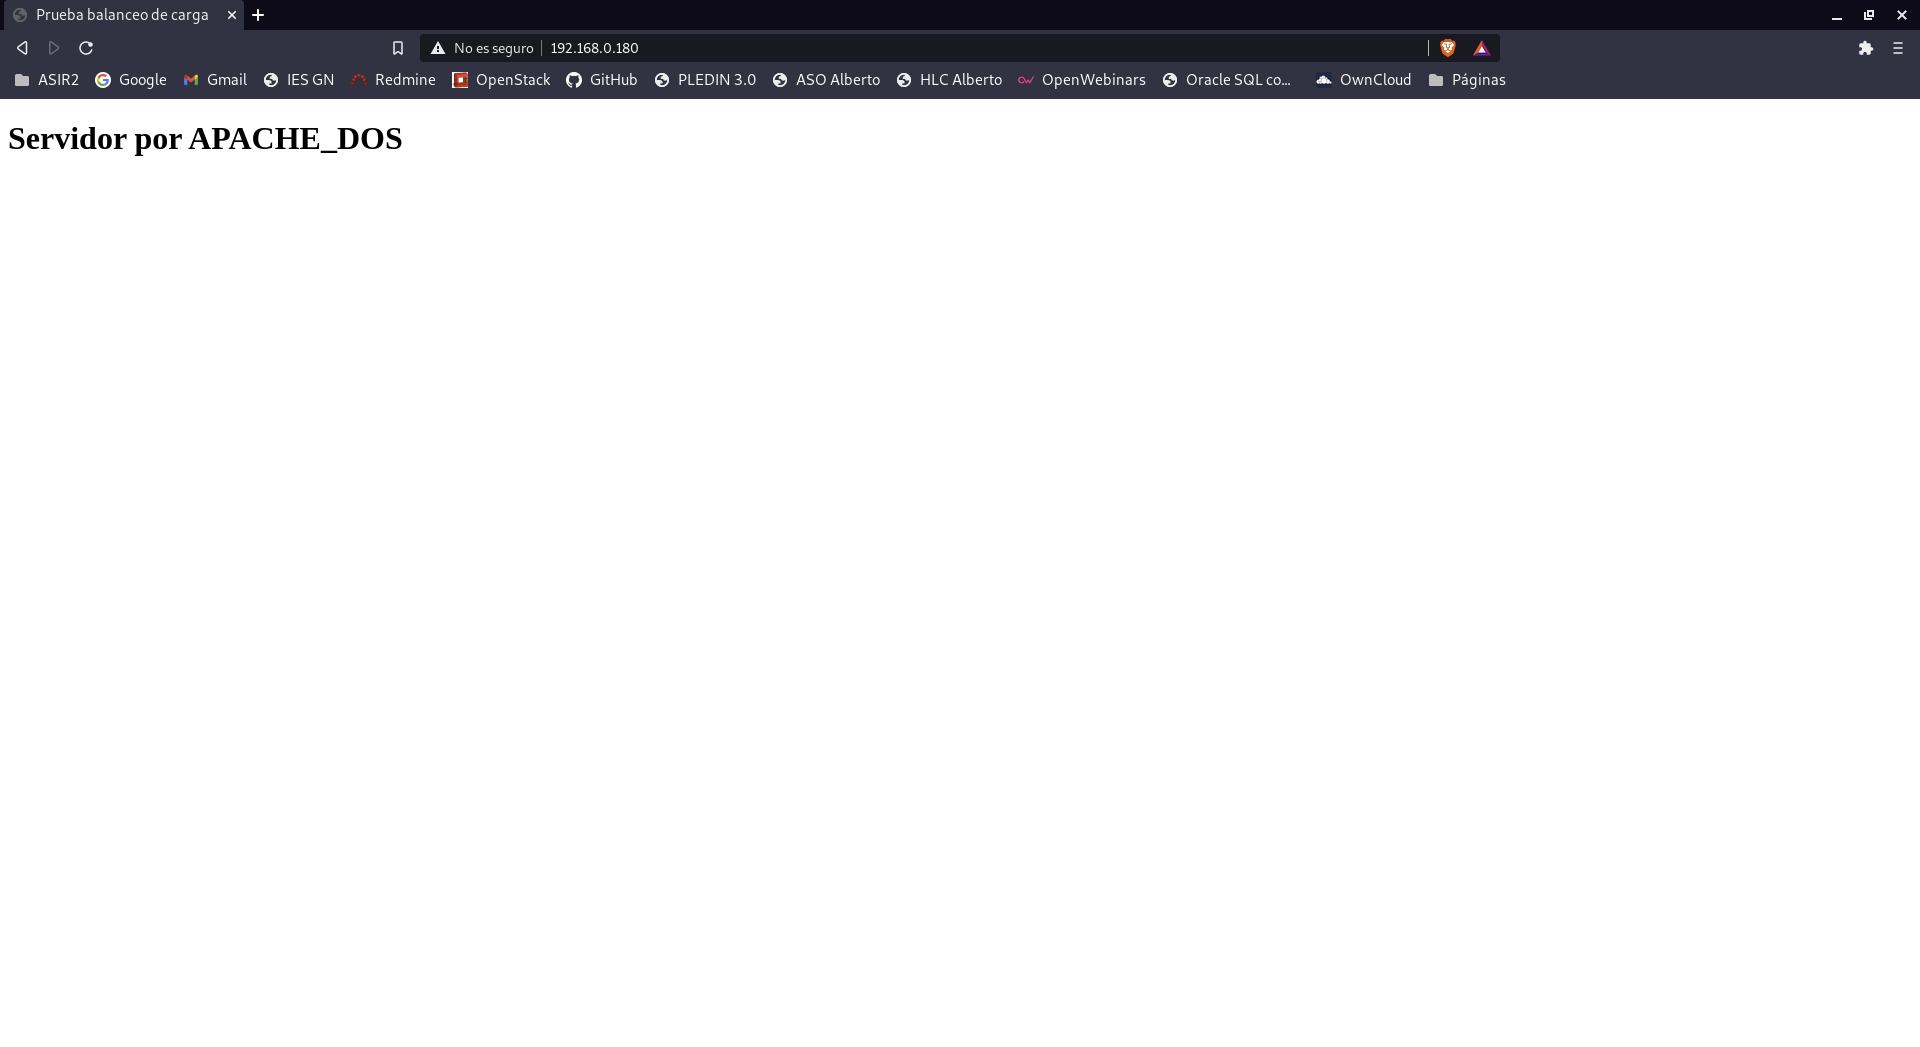 Prueba balanceo de carga
No es seguro 192.168.0.180
ASIR2 Google Gmail IES GN Redmine OpenStack GitHub PLEDIN 3.0 ASO Alberto HLC Alberto OpenWebinars Oracle SQL co... OwnCloud Páginas
Servidor por APACHE_DOS